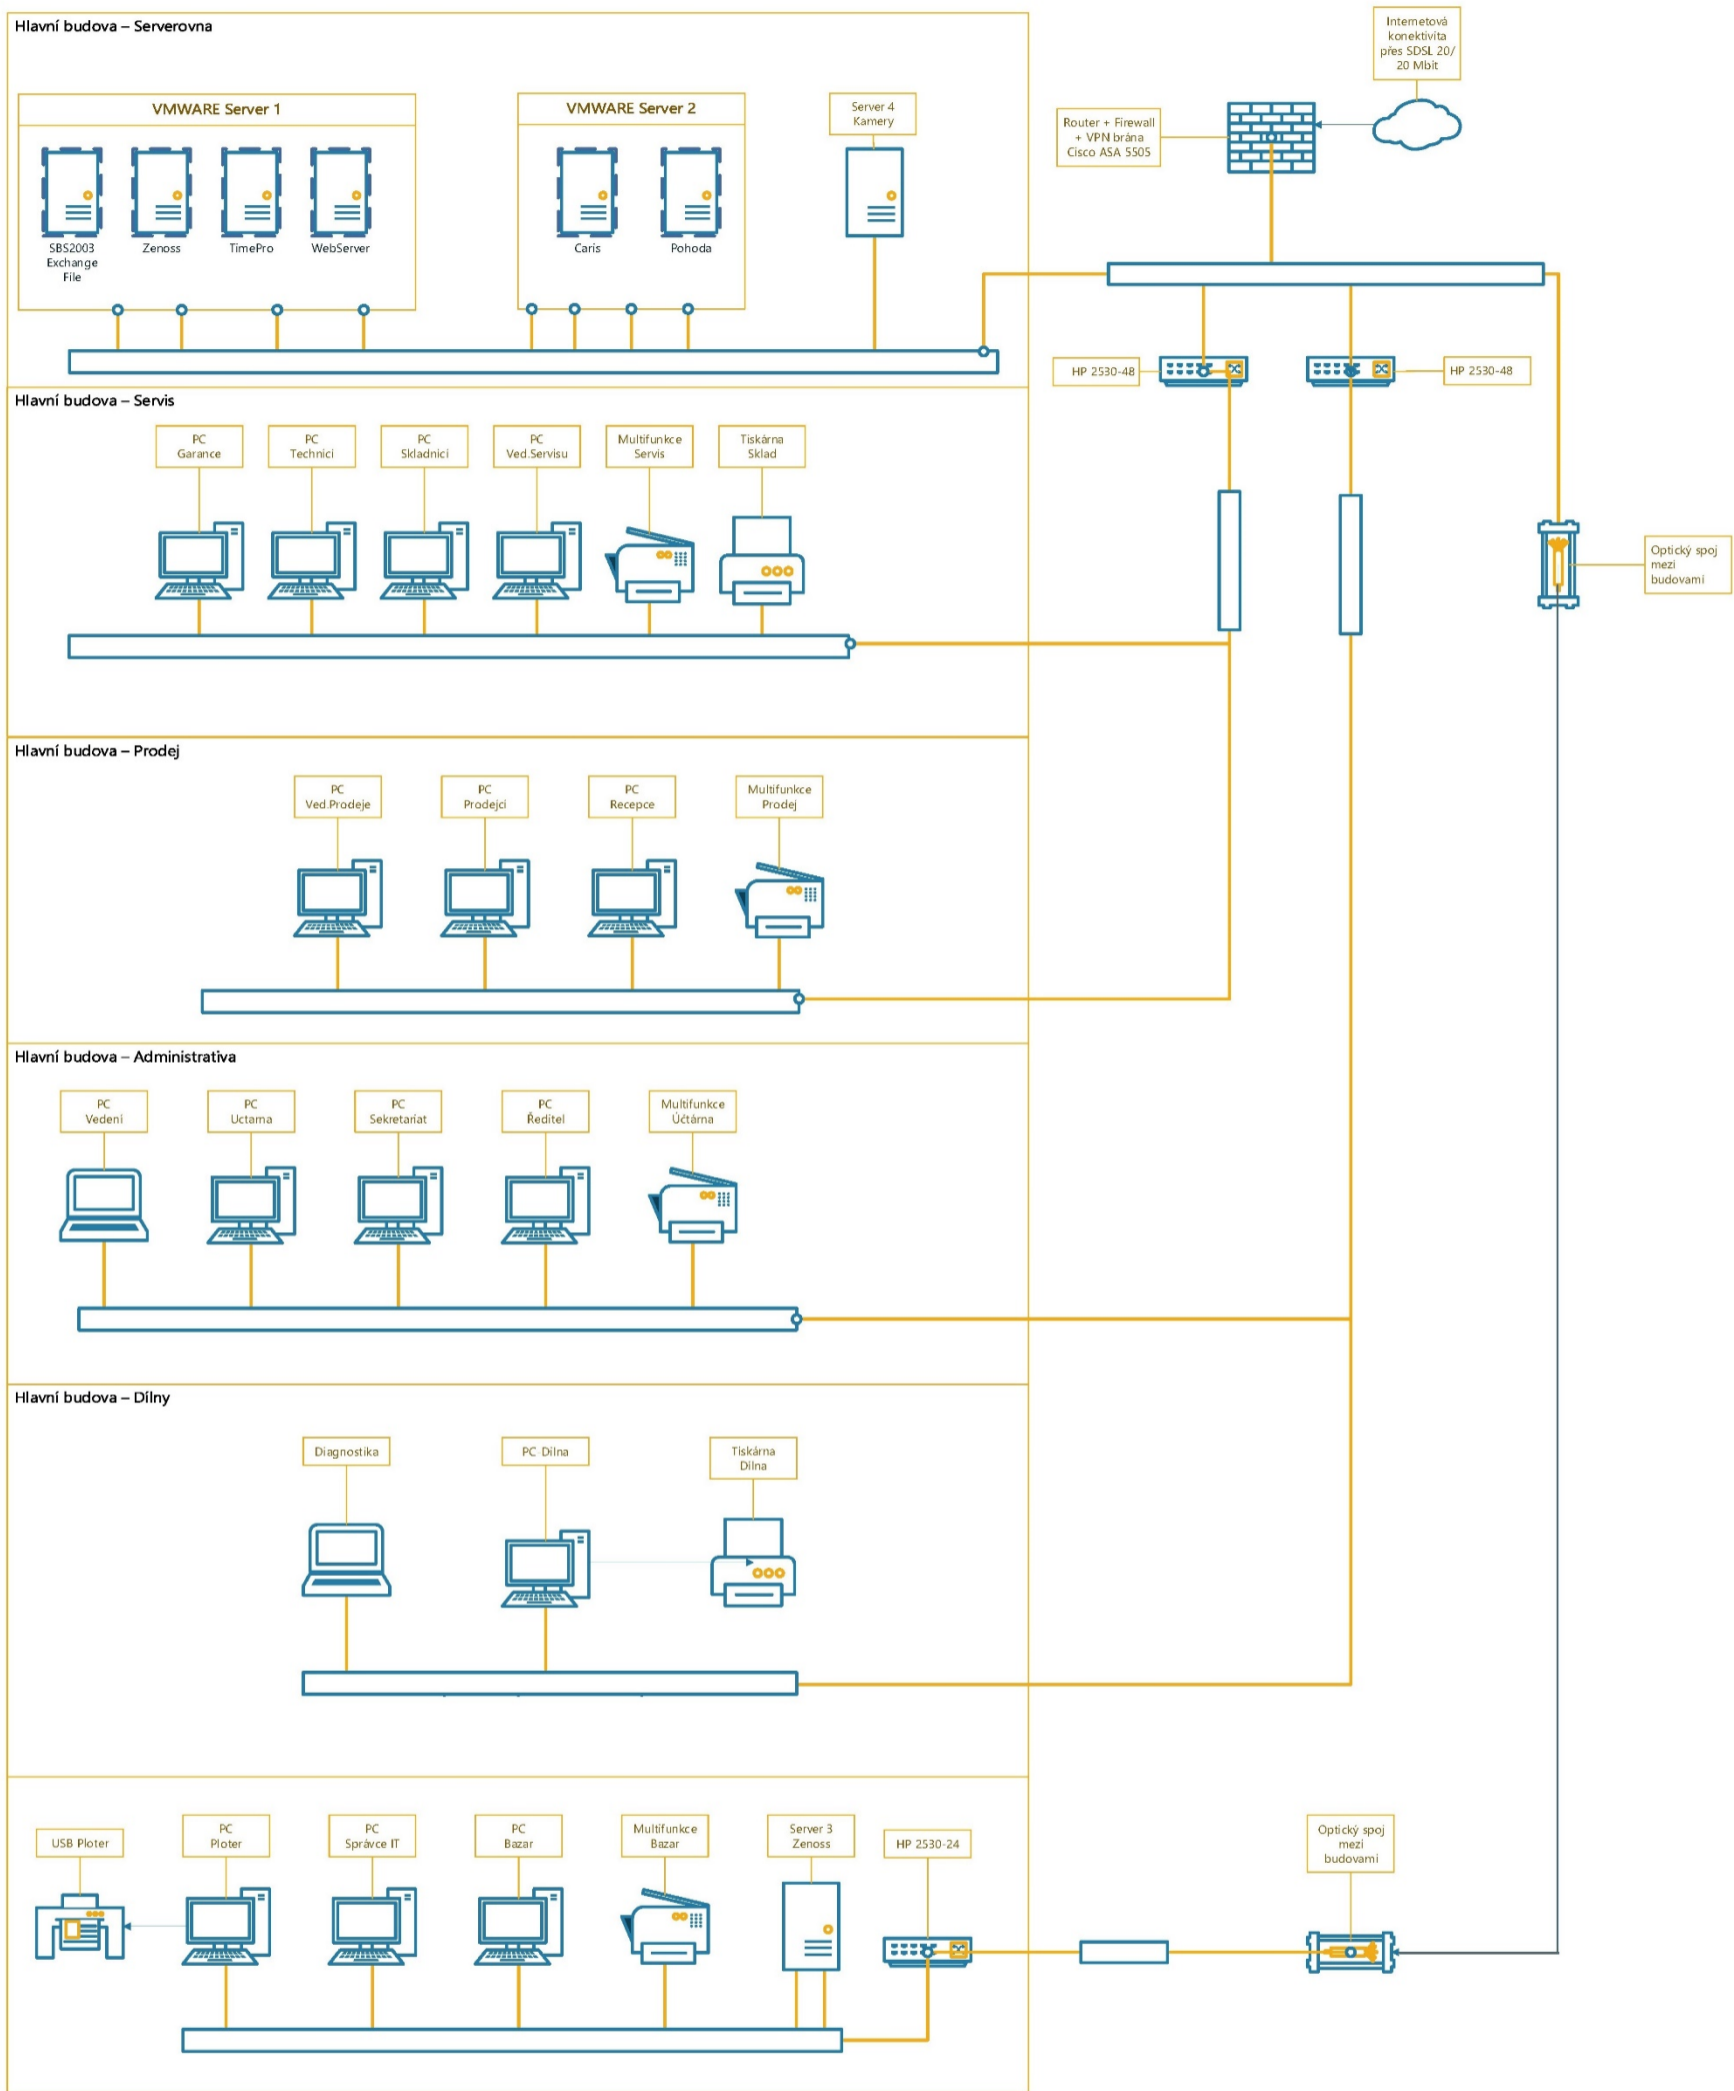 Hlavní budova – Serverovna
Internetová
konektivita
přes SDSL 20/
20 Mbit
VMWARE Server 1
VMWARE Server 2
Server 4
Kamery
Router + Firewall
+ VPN brána
Cisco ASA 5505
SBS2003
Exchange
File
Zenoss
TimePro
WebServer
Caris
Pohoda
HP 2530-48
HP 2530-48
Hlavní budova – Servis
PC
Garance
PC
Technici
PC
Skladnici
PC
Ved.Servisu
Multifunkce
Servis
Tiskárna
Sklad
Optický spoj
mezi
budovami
Hlavní budova – Prodej
PC
Ved.Prodeje
PC
Prodejci
PC
Recepce
Multifunkce
Prodej
Hlavní budova – Administrativa
PC
Vedeni
PC
Uctarna
PC
Sekretariat
PC
Ředitel
Multifunkce
Účtárna
Hlavní budova – Dílny
Diagnostika
PC Dílna
Tiskárna
Dílna
USB Ploter
PC
Ploter
PC
Správce IT
PC
Bazar
Multifunkce
Bazar
Server 3
Zenoss
HP 2530-24
Optický spoj
mezi
budovami